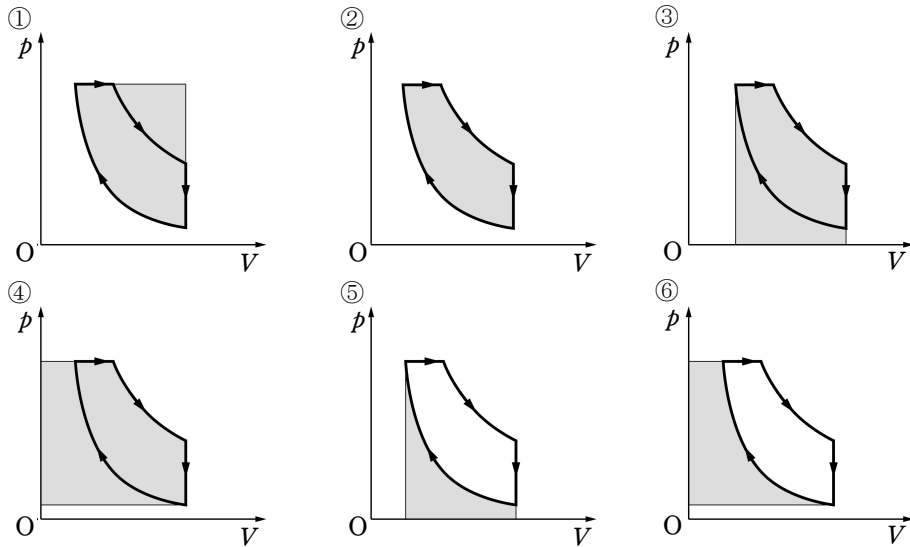 ① ② ③
p p p
O V O V O V
④ ⑤ ⑥
p p p
O V O V O V